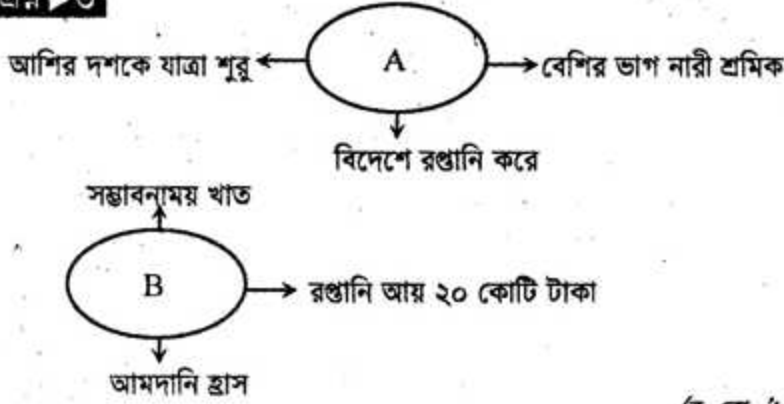 আশির দশকে যাত্রা শুরু A বেশির ভাগ নারী শ্রমিক
বিদেশে রপ্তানি করে
সম্ভাবনাময় খাত
B রপ্তানি আয় ২০ কোটি টাকা
আমদানি হ্রাস